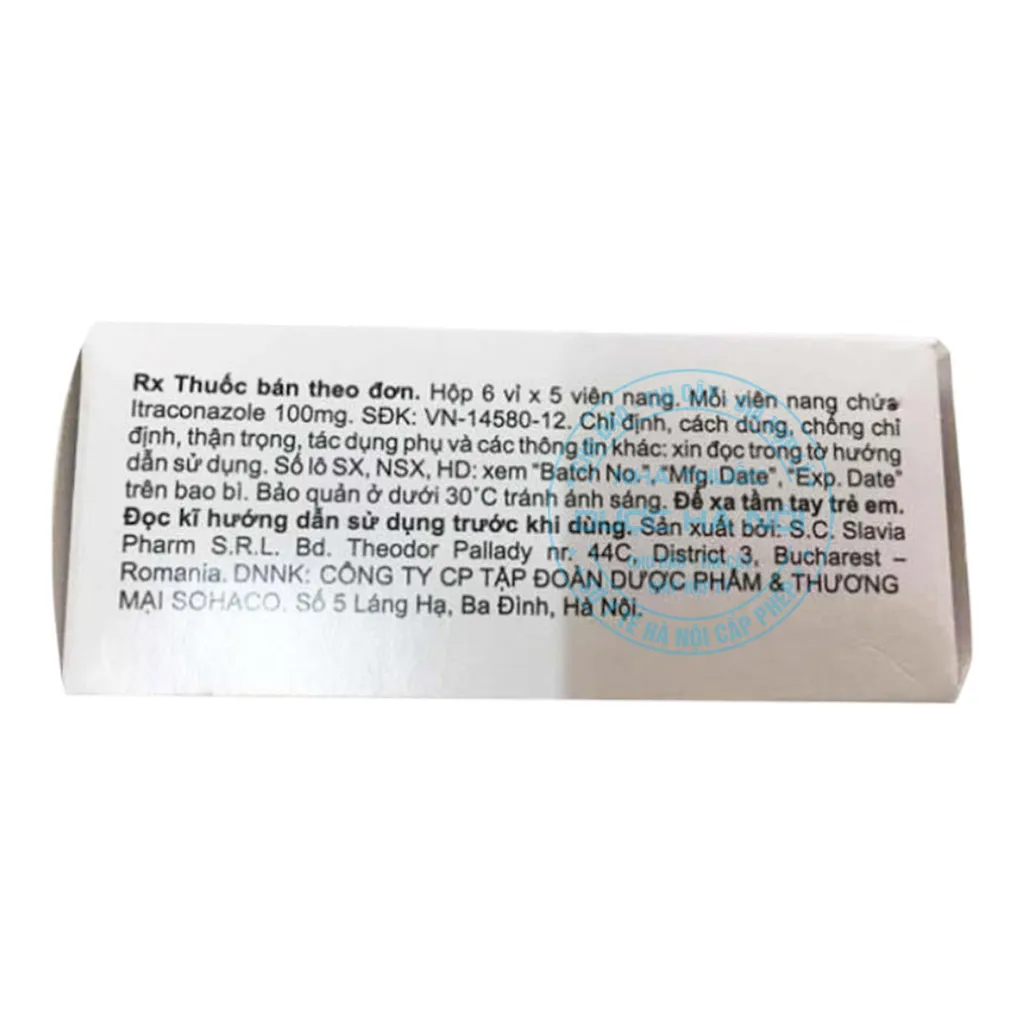 Rx Thuốc bán theo đơn. Hộp 6 vỉ x 5 viên nang. Mỗi viên nang chứa
Itraconazole 100mg. SĐK: VN-14580-12. Chỉ định, cách dùng, chống chỉ
định, thận trọng, tác dụng phụ và các thông tin khác: xin đọc trong tờ hướng
dẫn sử dụng. Số lô SX, NSX, HD: xem "Batch No.", "Mfg. Date", "Exp. Date"
trên bao bì. Bảo quản ở dưới 30°C tránh ánh sáng. Để xa tầm tay trẻ em.
Đọc kĩ hướng dẫn sử dụng trước khi dùng. Sản xuất bởi: S.C. Slavia
Pharm S.R.L. Bd. Theodor Pallady nr. 44C, District 3, Bucharest –
Romania. DNNK: CÔNG TY CP TẬP ĐOÀN DƯỢC PHẨM & THƯƠNG
MẠI SOHACO. Số 5 Láng Hạ, Ba Đình, Hà Nội.
TẾ HÀ NỘI CẤP PHÉP